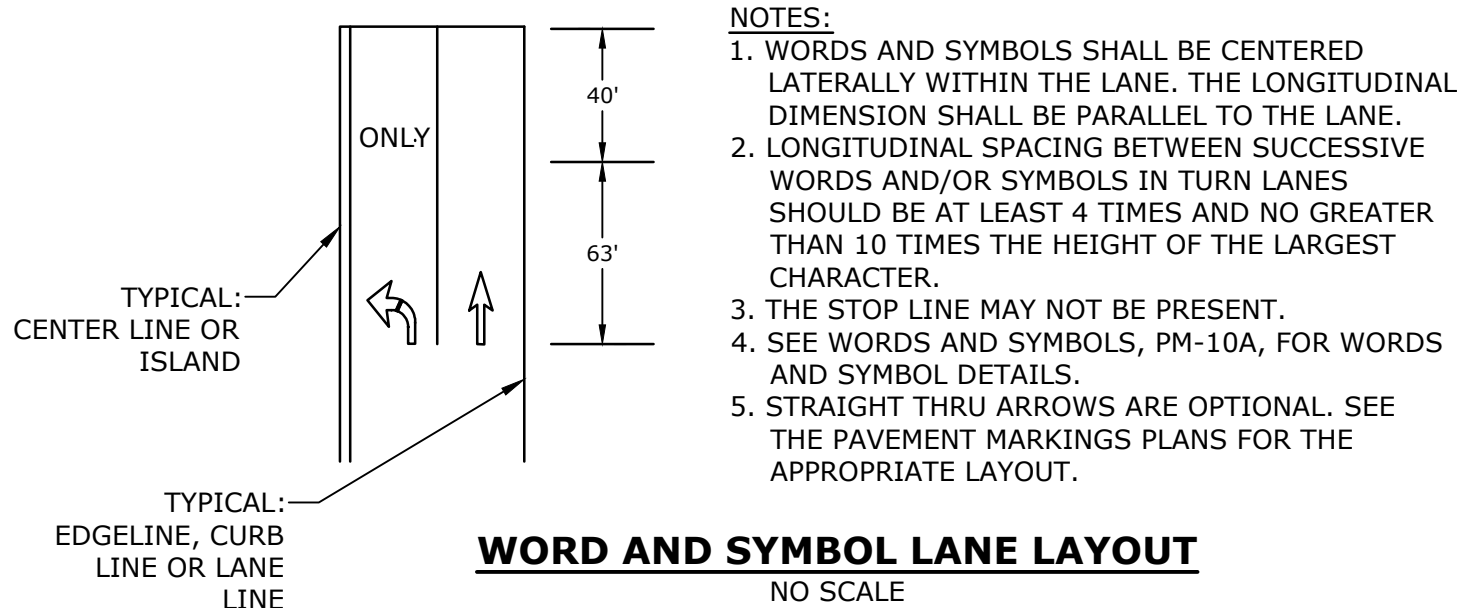 ONLY
40'
63'
TYPICAL:
CENTER LINE OR
ISLAND
TYPICAL:
EDGELINE, CURB
LINE OR LANE
LINE
NOTES:
1. WORDS AND SYMBOLS SHALL BE CENTERED
LATERALLY WITHIN THE LANE. THE LONGITUDINAL
DIMENSION SHALL BE PARALLEL TO THE LANE.
2. LONGITUDINAL SPACING BETWEEN SUCCESSIVE
WORDS AND/OR SYMBOLS IN TURN LANES
SHOULD BE AT LEAST 4 TIMES AND NO GREATER
THAN 10 TIMES THE HEIGHT OF THE LARGEST
CHARACTER.
3. THE STOP LINE MAY NOT BE PRESENT.
4. SEE WORDS AND SYMBOLS, PM-10A, FOR WORDS
AND SYMBOL DETAILS.
5. STRAIGHT THRU ARROWS ARE OPTIONAL. SEE
THE PAVEMENT MARKINGS PLANS FOR THE
APPROPRIATE LAYOUT.
WORD AND SYMBOL LANE LAYOUT
NO SCALE